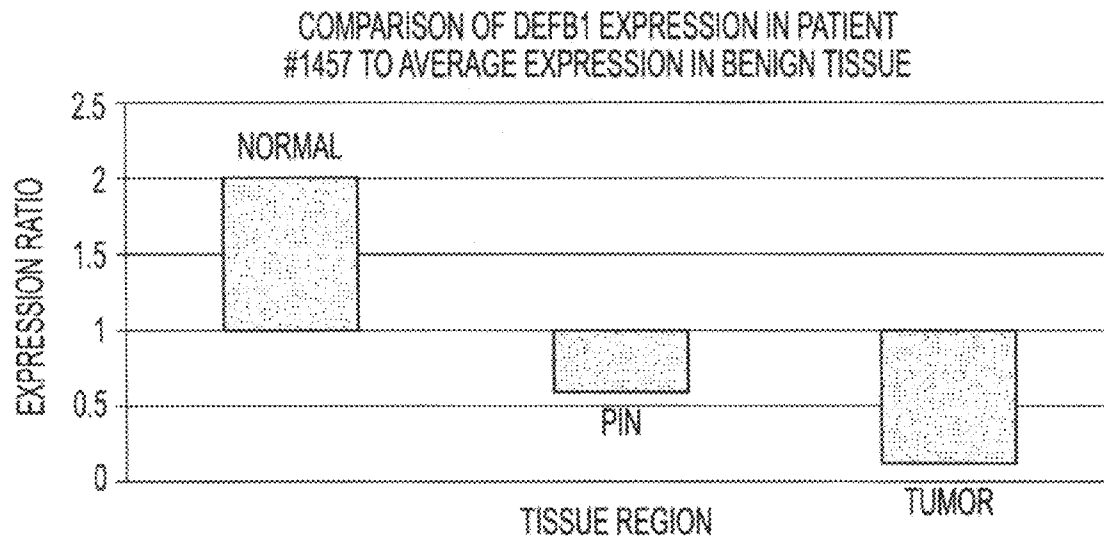 COMPARISON OF DEFB1 EXPRESSION IN PATIENT
#1457 TO AVERAGE EXPRESSION IN BENIGN TISSUE
2.5
NORMAL
2
1.5
1
0.5
0
EXPRESSION RATIO
PIN
TUMOR
TISSUE REGION